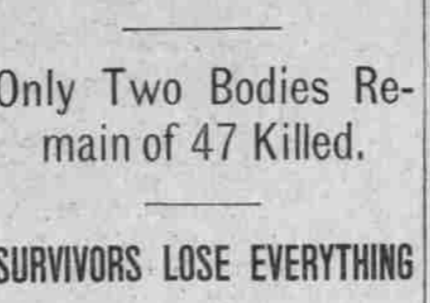 Only Two Bodies Re-
main of 47 Killed.
SURVIVORS LOSE EVERYTHING